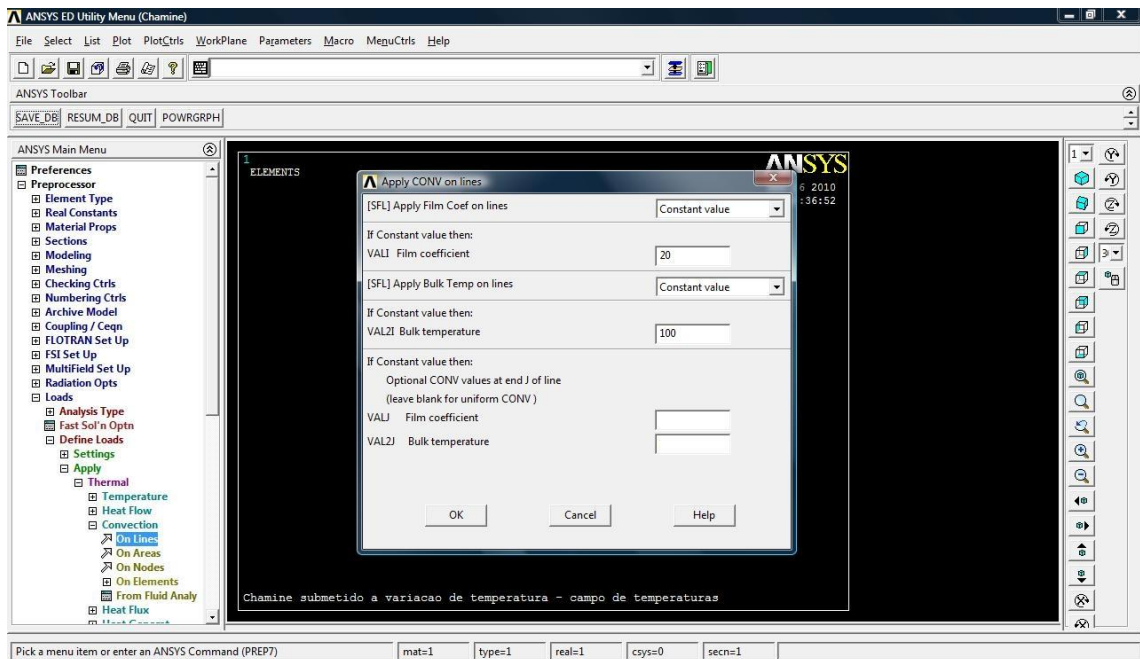 ANSYS ED Utility Menu (Chamine)
File Select List Plot PlotCtrls WorkPlane Parameters Macro MenuCtrls Help
ANSYS Toolbar
SAVE_DB RESUM_DB QUIT POWRGRPH
ANSYS Main Menu
Preferences
Preprocessor
Element Type
Real Constants
Material Props
Sections
Modeling
Meshing
Checking Ctrls
Numbering Ctrls
Archive Model
Coupling / Ceqn
FLOTRAN Set Up
FSI Set Up
MultiField Set Up
Radiation Opts
Loads
Analysis Type
Fast Sol'n Optn
Define Loads
Settings
Apply
Thermal
Temperature
Heat Flow
Convection
On Lines
On Areas
On Nodes
On Elements
From Fluid Analy
Heat Flux
1
ELEMENTS
ANSYS
6 2010
:36:52
Apply CONV on lines
[SFL] Apply Film Coef on lines Constant value
If Constant value then:
VALI Film coefficient 20
[SFL] Apply Bulk Temp on lines Constant value
If Constant value then:
VAL2I Bulk temperature 100
If Constant value then:
Optional CONV values at end J of line
(leave blank for uniform CONV )
VALJ Film coefficient
VAL2J Bulk temperature
OK Cancel Help
Chamine submetido a variacao de temperatura - campo de temperaturas
1
Pick a menu item or enter an ANSYS Command (PREP7) mat=1 type=1 real=1 csys=0 secn=1